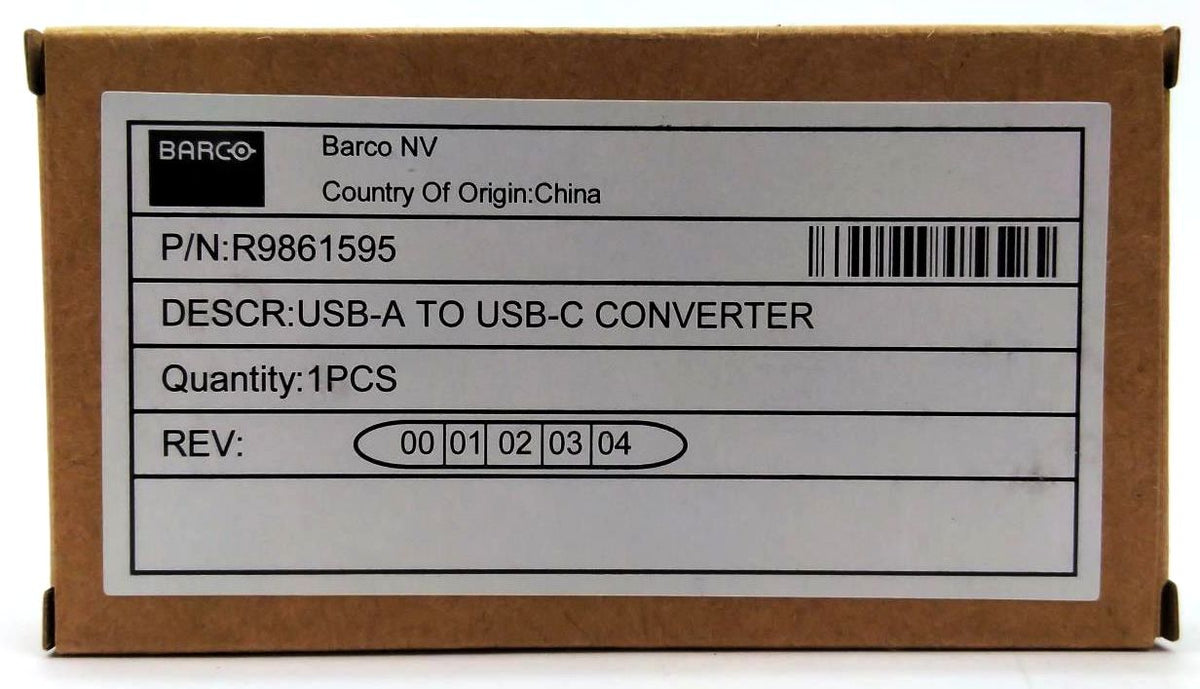 BARCO
Barco NV
Country Of Origin:China
P/N:R9861595
DESCR:USB-A TO USB-C CONVERTER
Quantity:1PCS
REV: 00 01 02 03 04